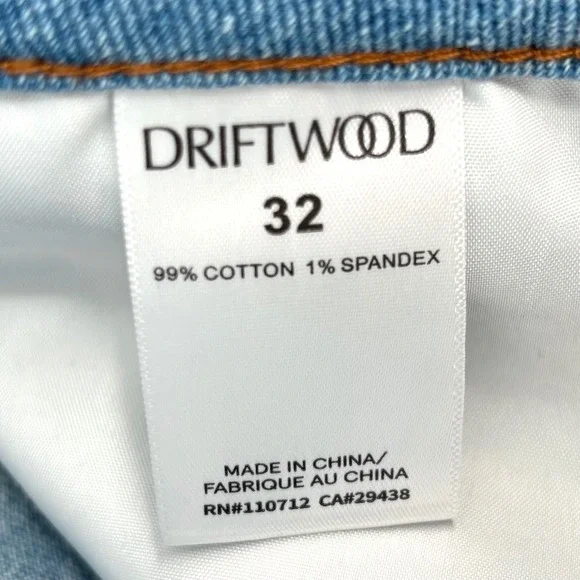 DRIFTWOOD
32
99% COTTON 1% SPANDEX
MADE IN CHINA/
FABRIQUE AU CHINA
RN#110712 CA#29438